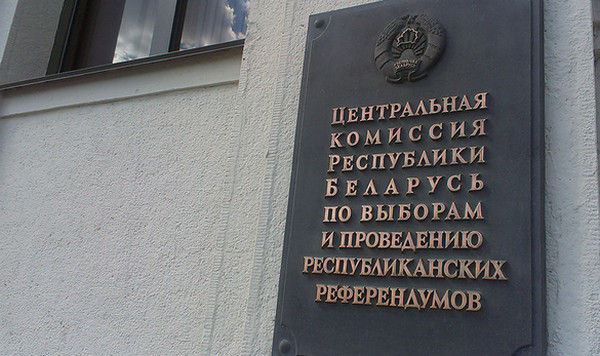 ЦЕНТРАЛЬНАЯ
КОМИССИЯ
РЕСПУБЛИКИ
БЕЛАРУСЬ
ПО ВЫБОРАМ
И ПРОВЕДЕНИЮ
РЕСПУБЛИКАНСКИХ
РЕФЕРЕНДУМОВ